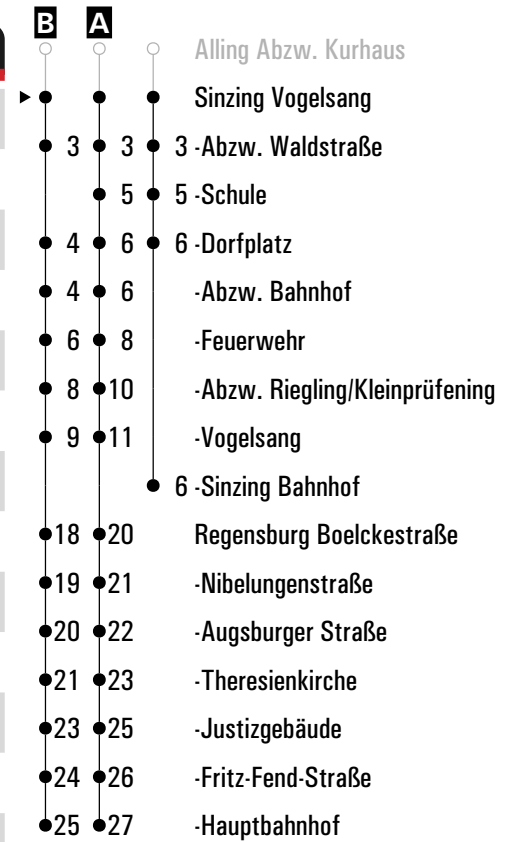 B A
Alling Abzw. Kurhaus
Sinzing Vogelsang
3 3 3 -Abzw. Waldstraße
5 5 -Schule
4 6 6 -Dorfplatz
4 6 -Abzw. Bahnhof
6 8 -Feuerwehr
8 10 -Abzw. Riegling/Kleinprüfening
9 11 -Vogelsang
6 -Sinzing Bahnhof
18 20 Regensburg Boelckestraße
19 21 -Nibelungenstraße
20 22 -Augsburger Straße
21 23 -Theresienkirche
23 25 -Justizgebäude
24 26 -Fritz-Fend-Straße
25 27 -Hauptbahnhof